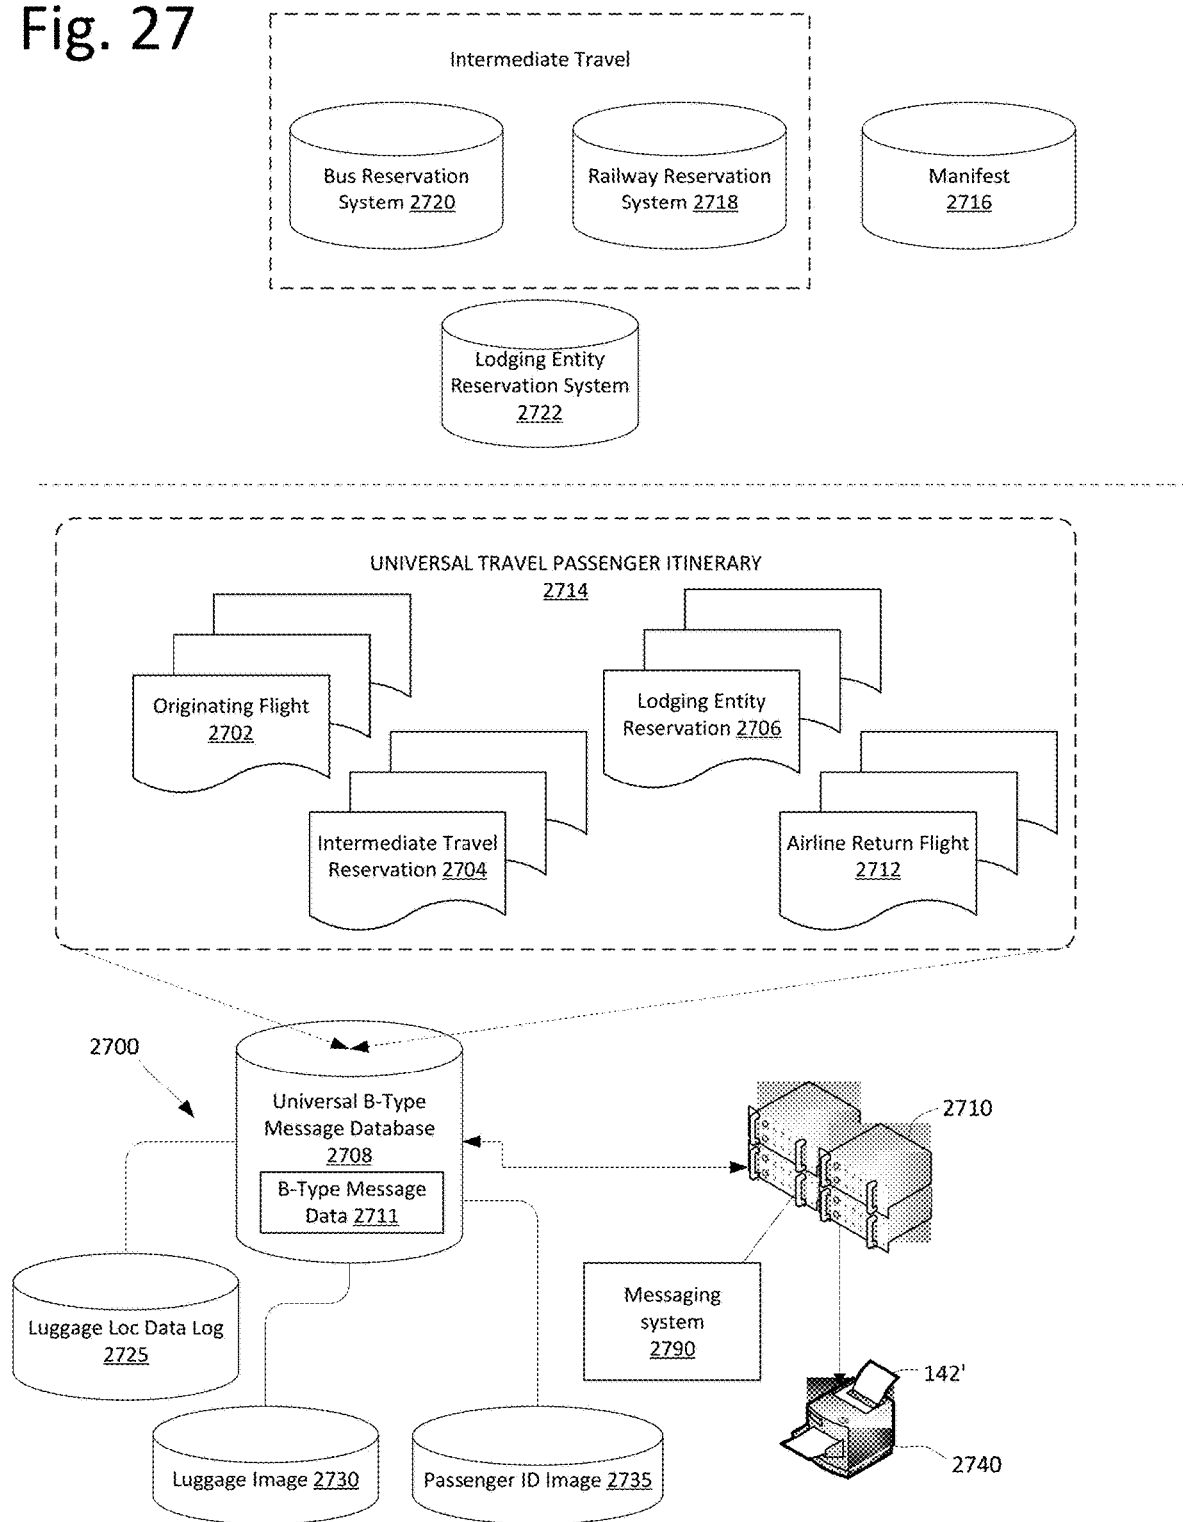 Fig. 27
Intermediate Travel
Bus Reservation
System 2720
Railway Reservation
System 2718
Manifest
2716
Lodging Entity
Reservation System
2722
UNIVERSAL TRAVEL PASSENGER ITINERARY
2714
Originating Flight
2702
Lodging Entity
Reservation 2706
Intermediate Travel
Reservation 2704
Airline Return Flight
2712
2700
Universal B-Type
Message Database
2708
B-Type Message
Data 2711
2710
Luggage Loc Data Log
2725
Messaging
system
2790
142'
2740
Luggage Image 2730
Passenger ID Image 2735